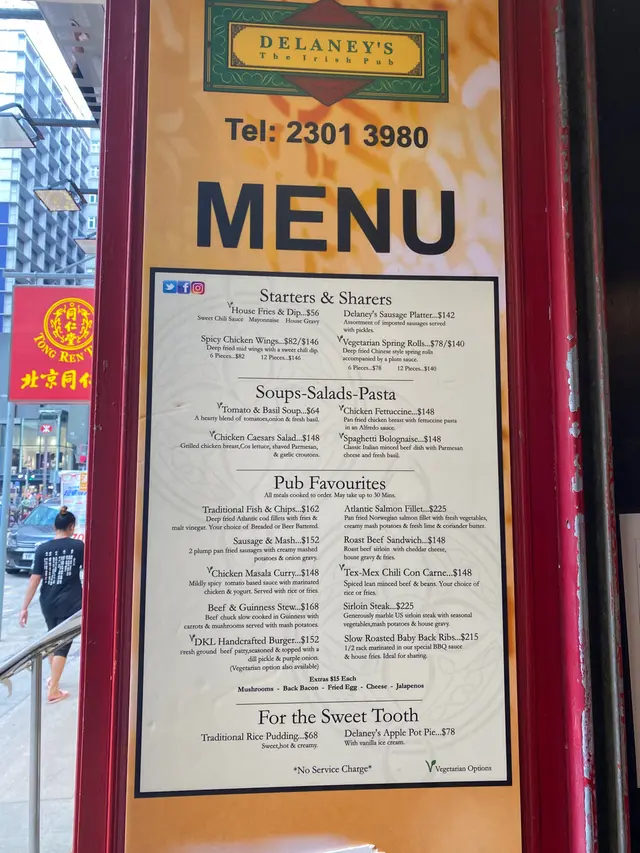 DELANEY'S
The Irish Pub
Tel: 2301 3980
MENU
Starters & Sharers
V House Fries & Dip...$56
Sweet Chili Sauce Mayonnaise House Gravy
Delaney's Sausage Platter...$142
Assortment of imported sausages served
with pickles.
Spicy Chicken Wings...$82/$146
Deep fried mid wings with a sweet chili dip.
6 Pieces...$82 12 Pieces...$146
V Vegetarian Spring Rolls...$78/$140
Deep fried Chinese style spring rolls
accompanied by a plum sauce.
6 Pieces...$78 12 Pieces...$140
Soups-Salads-Pasta
V Tomato & Basil Soup...$64
A hearty blend of tomatoes,onion & fresh basil.
V Chicken Fettuccine...$148
Pan fried chicken breast with fettuccine pasta
in an Alfredo sauce.
V Chicken Caesars Salad...$148
Grilled chicken breast,Cos lettuce, shaved Parmesan,
& garlic croutons.
V Spaghetti Bolognaise...$148
Classic Italian minced beef dish with Parmesan
cheese and fresh basil.
Pub Favourites
All meals cooked to order. May take up to 30 Mins.
Traditional Fish & Chips...$162
Deep fried Atlantic cod fillets with fries &
malt vinegar. Your choice of Breaded or Beer Battered.
Atlantic Salmon Fillet...$225
Pan fried Norwegian salmon fillet with fresh vegetables,
creamy mash potatoes & fresh lime & coriander butter.
Sausage & Mash...$152
2 plump pan fried sausages with creamy mashed
potatoes & onion gravy.
Roast Beef Sandwich...$148
Roast beef sirloin with cheddar cheese,
house gravy & fries.
V Chicken Masala Curry...$148
Mildly spicy tomato based sauce with marinated
chicken & yogurt. Served with rice or fries.
V Tex-Mex Chili Con Carne...$148
Spiced lean minced beef & beans. Your choice of
rice or fries.
Beef & Guinness Stew...$168
Beef chuck slow cooked in Guinness with
carrots & mushrooms served with mash potatoes.
Sirloin Steak...$225
Generously marble US sirloin steak with seasonal
vegetables,mash potatoes & house gravy.
V DKL Handcrafted Burger...$152
Fresh ground beef patty,seasoned & topped with a
dill pickle & purple onion.
(Vegetarian option also available)
Slow Roasted Baby Back Ribs...$215
1/2 rack marinated in our special BBQ sauce
& house fries. Ideal for sharing.
Extras $15 Each
Mushrooms - Back Bacon - Fried Egg - Cheese - Jalapenos
For the Sweet Tooth
Traditional Rice Pudding...$68
Sweet,hot & creamy.
Delaney's Apple Pot Pie...$78
With vanilla ice cream.
*No Service Charge*
V Vegetarian Options
同仁堂
TONG REN T
北京同仁